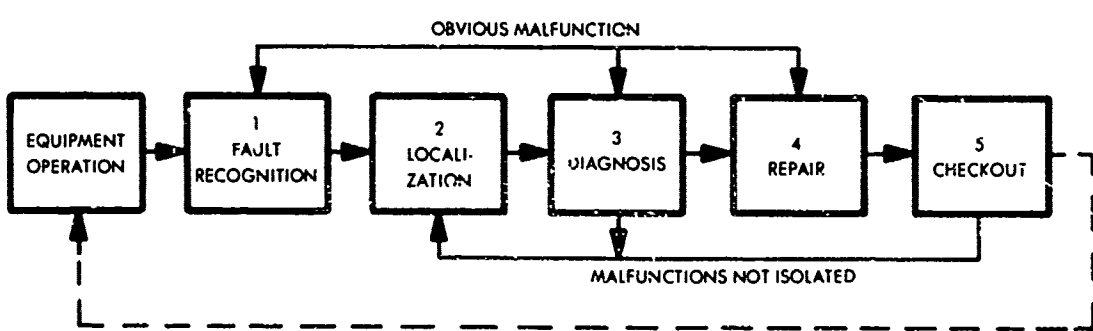 OBVIOUS MALFUNCTION
EQUIPMENT
OPERATION
1
FAULT
RECOGNITION
2
LOCALI-
ZATION
3
DIAGNOSIS
4
REPAIR
5
CHECKOUT
MALFUNCTIONS NOT ISOLATED